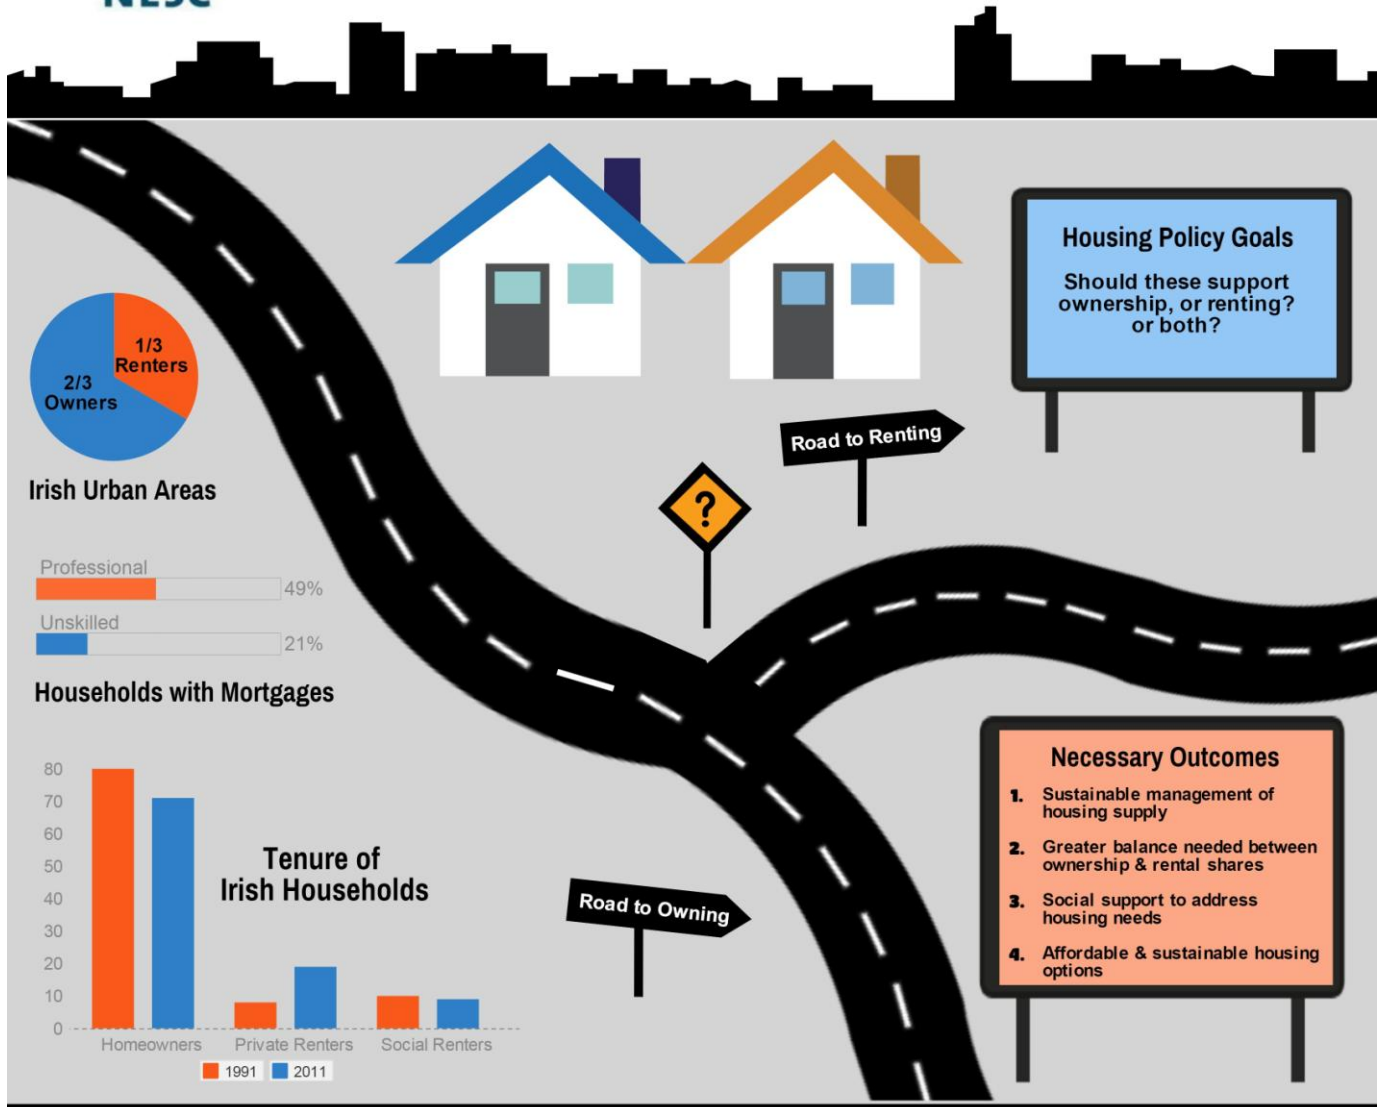 Housing Policy Goals
Should these support
ownership, or renting?
or both?
1/3
Renters
2/3
Owners
Irish Urban Areas
Road to Renting
?
Professional
49%
Unskilled
21%
Households with Mortgages
Necessary Outcomes
1. Sustainable management of
housing supply
2. Greater balance needed between
ownership & rental shares
3. Social support to address
housing needs
4. Affordable & sustainable housing
options
Tenure of
Irish Households
80
70
60
50
40
30
20
10
0
Homeowners Private Renters Social Renters
1991 2011
Road to Owning